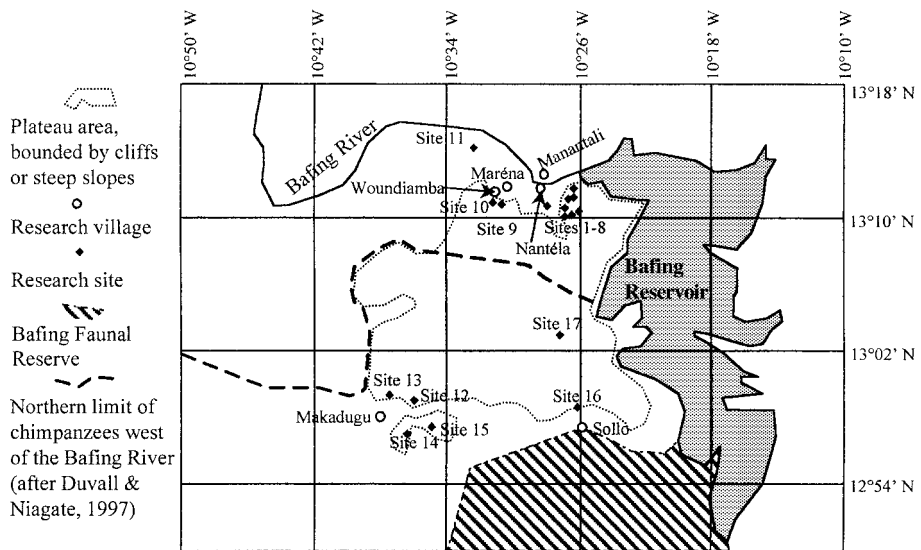 10°50' W
10°42' W
10°34' W
10°26' W
10°18' W
10°10' W
13°18' N
13°10' N
13°02' N
12°54' N
Plateau area,
bounded by cliffs
or steep slopes
Research village
Research site
Bafing Faunal
Reserve
Northern limit of
chimpanzees west
of the Bafing River
(after Duvall &
Niagate, 1997)
Bafing River
Site 11
Manantali
Maréna
Woundiamba
Site 10
Site 9
Sites 1-8
Nantéla
Bafing
Reservoir
Site 17
Site 13
Site 12
Site 16
Makadugu
Site 15
Site 14
Sollo